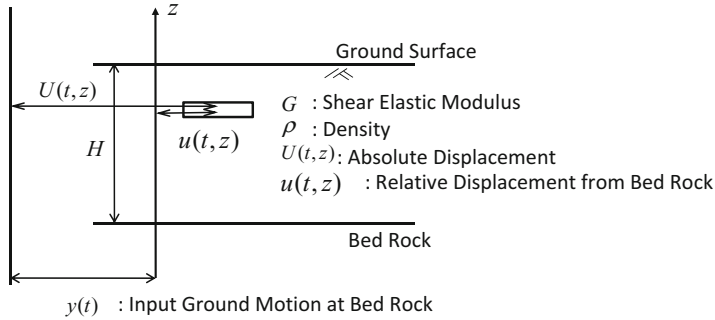 z
Ground Surface
U(t,z)
G : Shear Elastic Modulus
ρ : Density
u(t,z)
U(t,z): Absolute Displacement
H
u(t,z) : Relative Displacement from Bed Rock
Bed Rock
y(t) : Input Ground Motion at Bed Rock